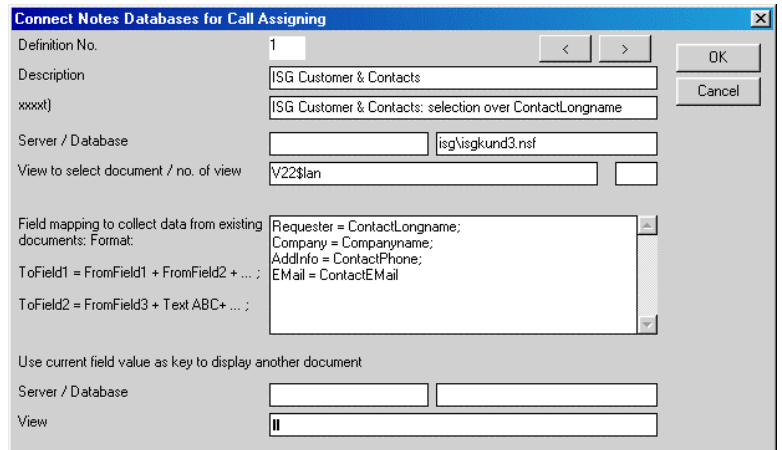 Connect Notes Databases for Call Assigning
Definition No.
1
<
>
OK
Description
ISG Customer & Contacts
Cancel
xxxxt)
ISG Customer & Contacts: selection over ContactLongname
Server / Database
isg\isgkund3.nsf
View to select document / no. of view
V22$lan
Field mapping to collect data from existing
documents: Format:
ToField1 = FromField1 + FromField2 + ... ;
ToField2 = FromField3 + Text ABC+ ... ;
Requester = ContactLongname;
Company = Companyname;
AddInfo = ContactPhone;
EMail = ContactEMail
Use current field value as key to display another document
Server / Database
View